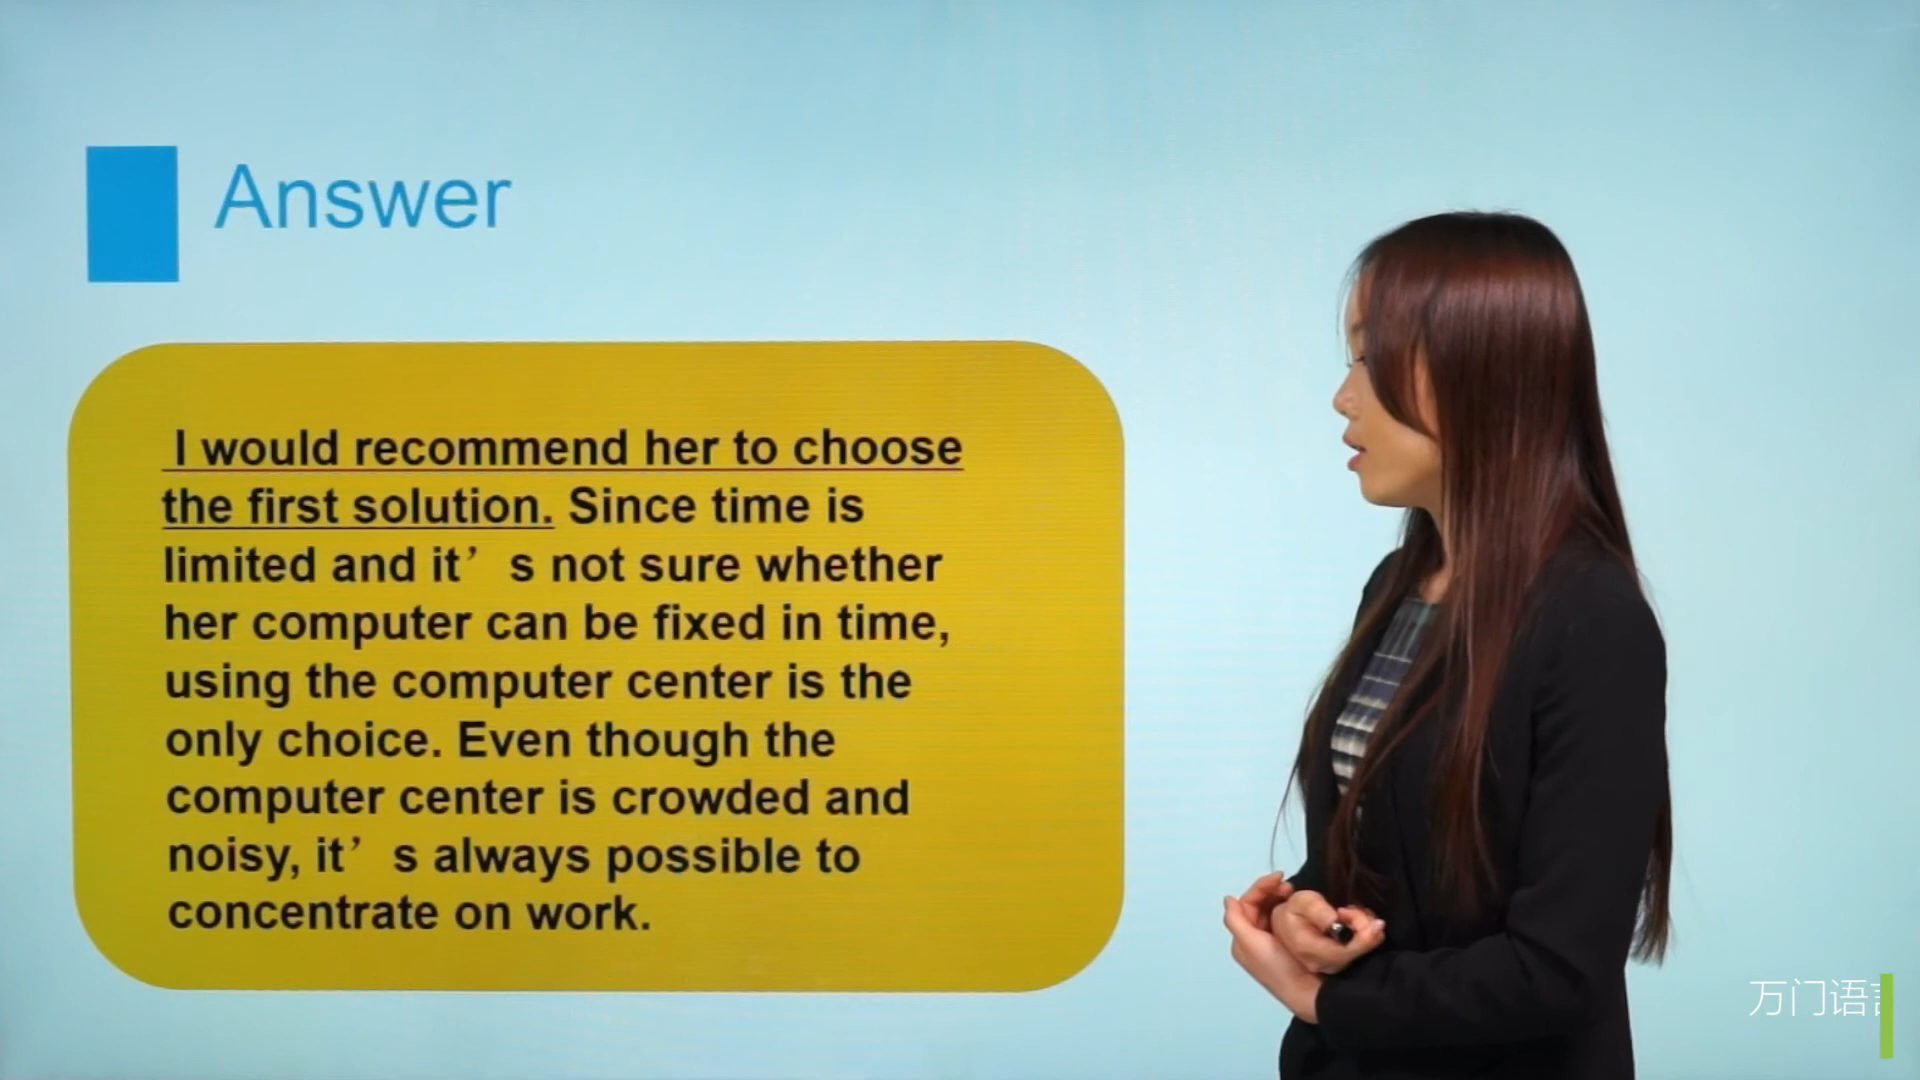 Answer
I would recommend her to choose
the first solution. Since time is
limited and it’ s not sure whether
her computer can be fixed in time,
using the computer center is the
only choice. Even though the
computer center is crowded and
noisy, it’ s always possible to
concentrate on work.
万门语